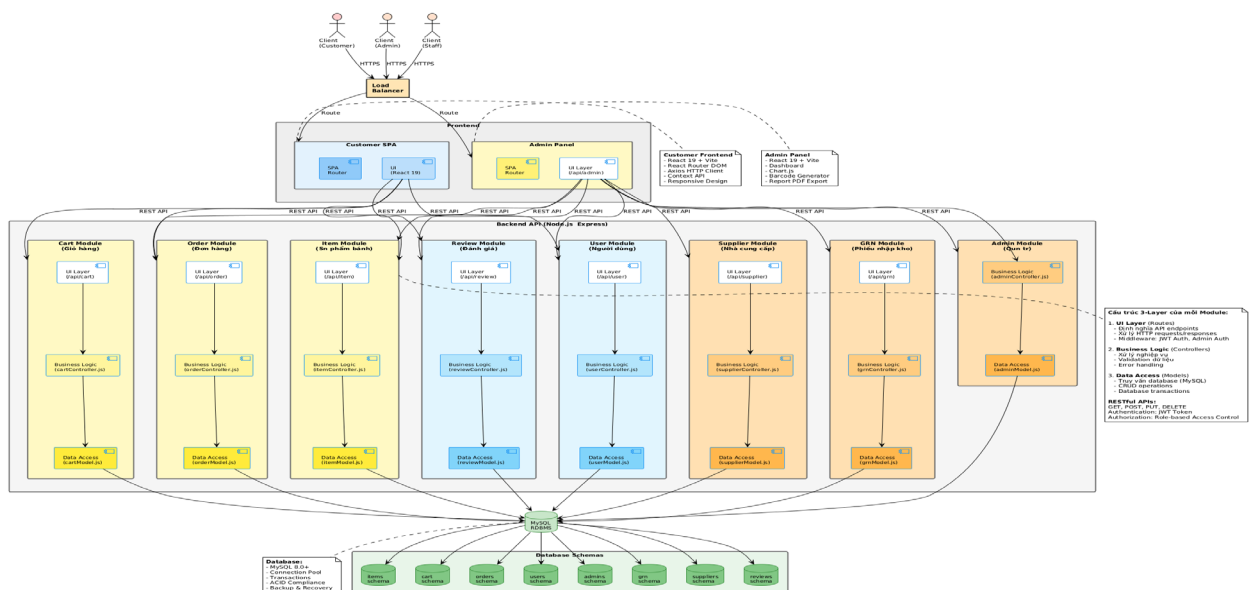 Client
(Customer)
Client
(Admin)
Client
(Staff)
HTTPS
HTTPS
HTTPS
Load
Balancer
Route
Route
Frontend
Customer SPA
SPA
Router
UI
(React 19)
Admin Panel
SPA
Router
UI Layer
(/api/admin)
Customer Frontend
- React 19 + Vite
- React Router DOM
- Axios HTTP Client
- Context API
- Responsive Design
Admin Panel
- React 19 + Vite
- Dashboard
- Chart.js
- Barcode Generator
- Report PDF Export
REST API
REST API
REST API
REST API
REST API
REST API
REST API
REST API
REST API
REST API
Backend API (Node.js  Express)
Cart Module
(Giỏ hàng)
UI Layer
(/api/cart)
Business Logic
(cartController.js)
Data Access
(cartModel.js)
Order Module
(Đơn hàng)
UI Layer
(/api/order)
Business Logic
(orderController.js)
Data Access
(orderModel.js)
Item Module
(Sn phẩm bánh)
UI Layer
(/api/item)
Business Logic
(itemController.js)
Data Access
(itemModel.js)
Review Module
(Đánh giá)
UI Layer
(/api/review)
Business Logic
(reviewController.js)
Data Access
(reviewModel.js)
User Module
(Người dùng)
UI Layer
(/api/user)
Business Logic
(userController.js)
Data Access
(userModel.js)
Supplier Module
(Nhà cung cấp)
UI Layer
(/api/supplier)
Business Logic
(supplierController.js)
Data Access
(supplierModel.js)
GRN Module
(Phiếu nhập kho)
UI Layer
(/api/grn)
Business Logic
(grnController.js)
Data Access
(grnModel.js)
Admin Module
(Qun tr)
Business Logic
(adminController.js)
Data Access
(adminModel.js)
Cấu trúc 3-Layer của mỗi Module:
1. UI Layer (Routes)
- Định nghĩa API endpoints
- Xử lý HTTP requests/responses
- Middleware: JWT Auth, Admin Auth
2. Business Logic (Controllers)
- Xử lý nghiệp vụ
- Validation dữ liệu
- Error handling
3. Data Access (Models)
- Truy vấn database (MySQL)
- CRUD operations
- Database transactions
RESTful APIs:
GET, POST, PUT, DELETE
Authentication: JWT Token
Authorization: Role-based Access Control
MySQL
RDBMS
Database:
- MySQL 8.0+
- Connection Pool
- Transactions
- ACID Compliance
- Backup & Recovery
Database Schemas
items
schema
cart
schema
orders
schema
users
schema
admins
schema
grn
schema
suppliers
schema
reviews
schema